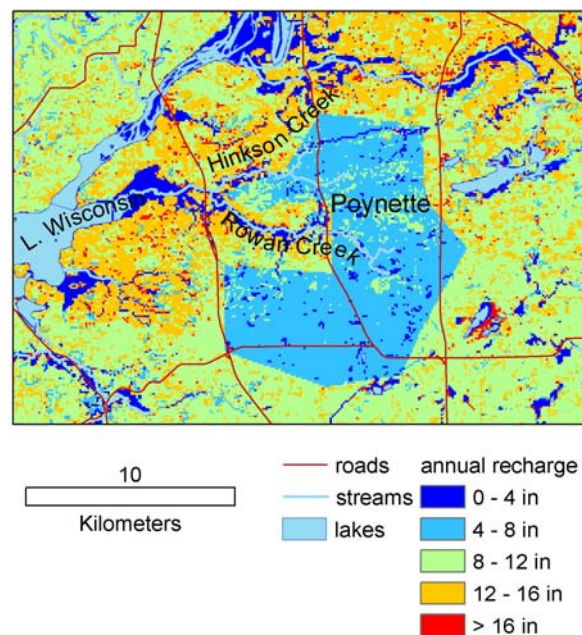 Hinkson Creek
Poynette
L. Wisconsin
Rowan Creek
10
Kilometers
roads
streams
lakes
annual recharge
0 - 4 in
4 - 8 in
8 - 12 in
12 - 16 in
> 16 in